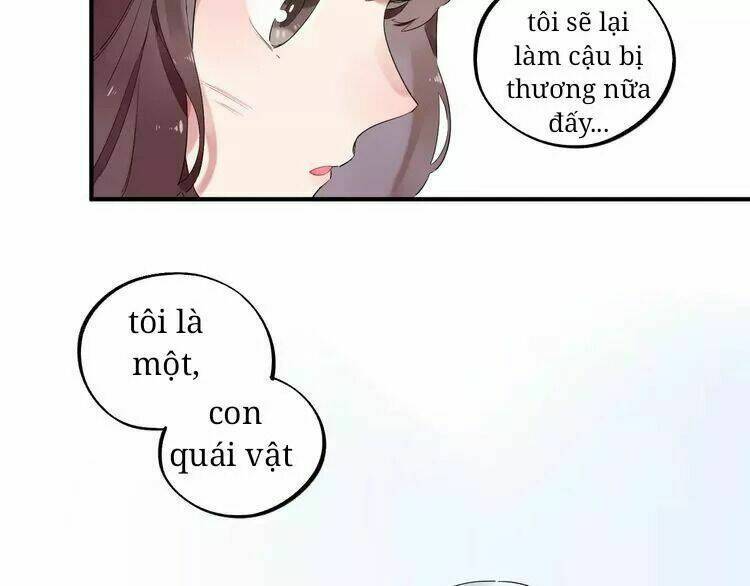 tôi sẽ lại
làm cậu bị
thương nữa
đấy...
tôi là
một,
con
quái vật